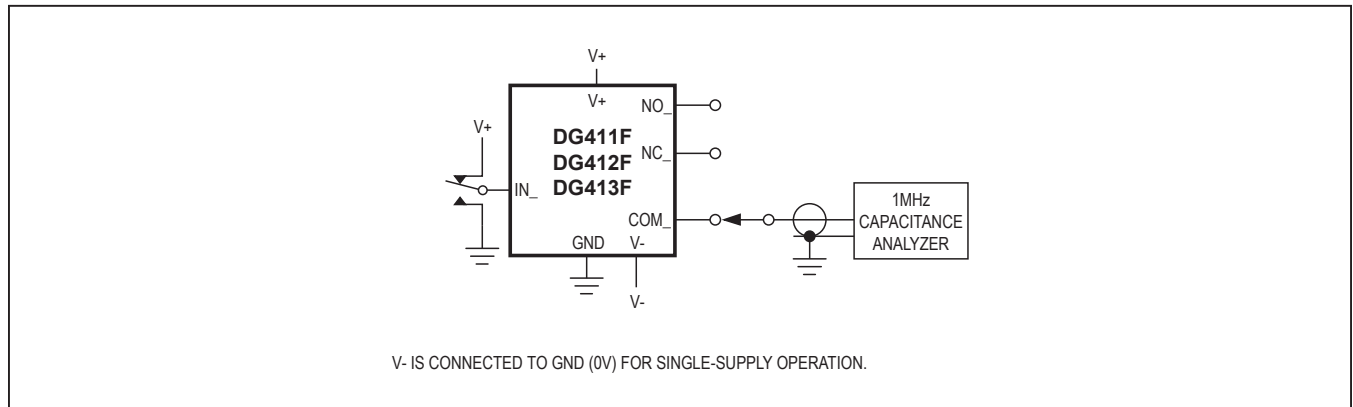 V+
V+
V+
NO_
DG411F
DG412F
DG413F
NC_
IN_
COM_
GND
V-
V-
1MHz
CAPACITANCE
ANALYZER
V- IS CONNECTED TO GND (0V) FOR SINGLE-SUPPLY OPERATION.